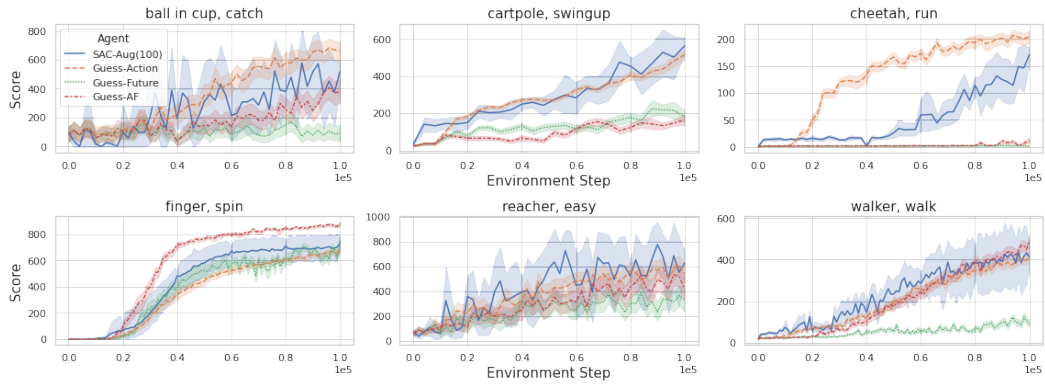 ball in cup, catch
Score
800
600
400
200
0
Agent
SAC-Aug(100)
Guess-Action
Guess-Future
Guess-AF
0.0 0.2 0.4 0.6 0.8 1.0
1e5
cartpole, swingup
600
400
200
0
0.0 0.2 0.4 0.6 0.8 1.0
1e5
Environment Step
cheetah, run
200
150
100
50
0
0.0 0.2 0.4 0.6 0.8 1.0
1e5
finger, spin
Score
800
600
400
200
0
0.0 0.2 0.4 0.6 0.8 1.0
1e5
reacher, easy
1000
800
600
400
200
0
0.0 0.2 0.4 0.6 0.8 1.0
1e5
Environment Step
walker, walk
600
400
200
0
0.0 0.2 0.4 0.6 0.8 1.0
1e5